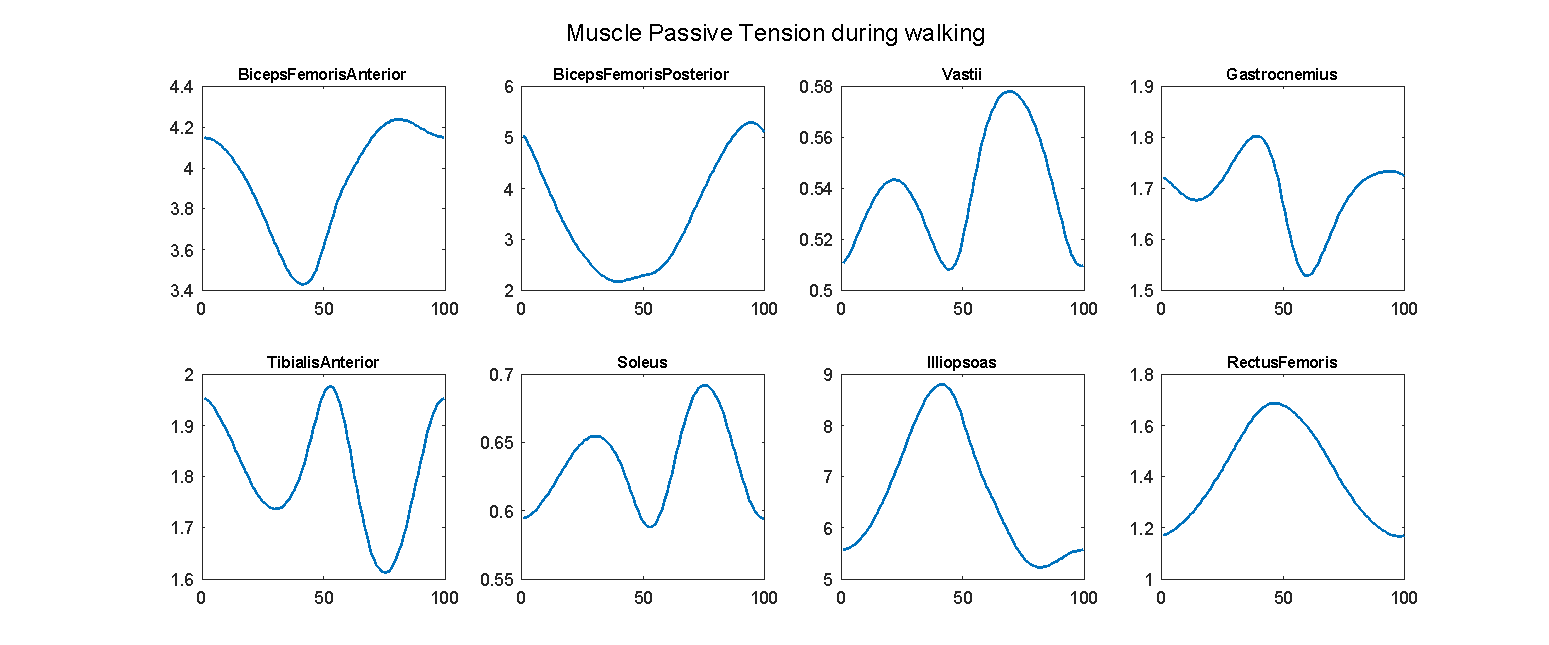 Muscle Passive Tension during walking
BicepsFemorisAnterior
4.4
4.2
4
3.8
3.6
3.4
0 50 100
BicepsFemorisPosterior
6
5
4
3
2
0 50 100
Vastii
0.58
0.56
0.54
0.52
0.5
0 50 100
Gastrocnemius
1.9
1.8
1.7
1.6
1.5
0 50 100
TibialisAnterior
2
1.9
1.8
1.7
1.6
0 50 100
Soleus
0.7
0.65
0.6
0.55
0 50 100
Illiopsoas
9
8
7
6
5
0 50 100
RectusFemoris
1.8
1.6
1.4
1.2
1
0 50 100